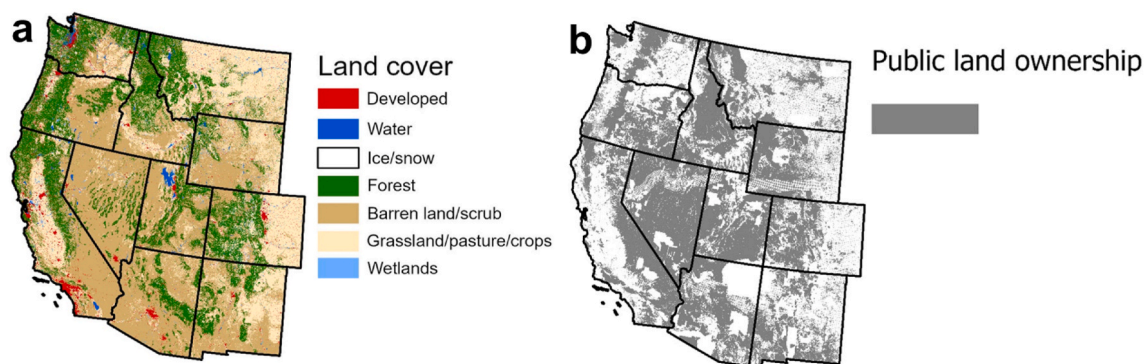 a
Land cover
Developed
Water
Ice/snow
Forest
Barren land/scrub
Grassland/pasture/crops
Wetlands
b
Public land ownership